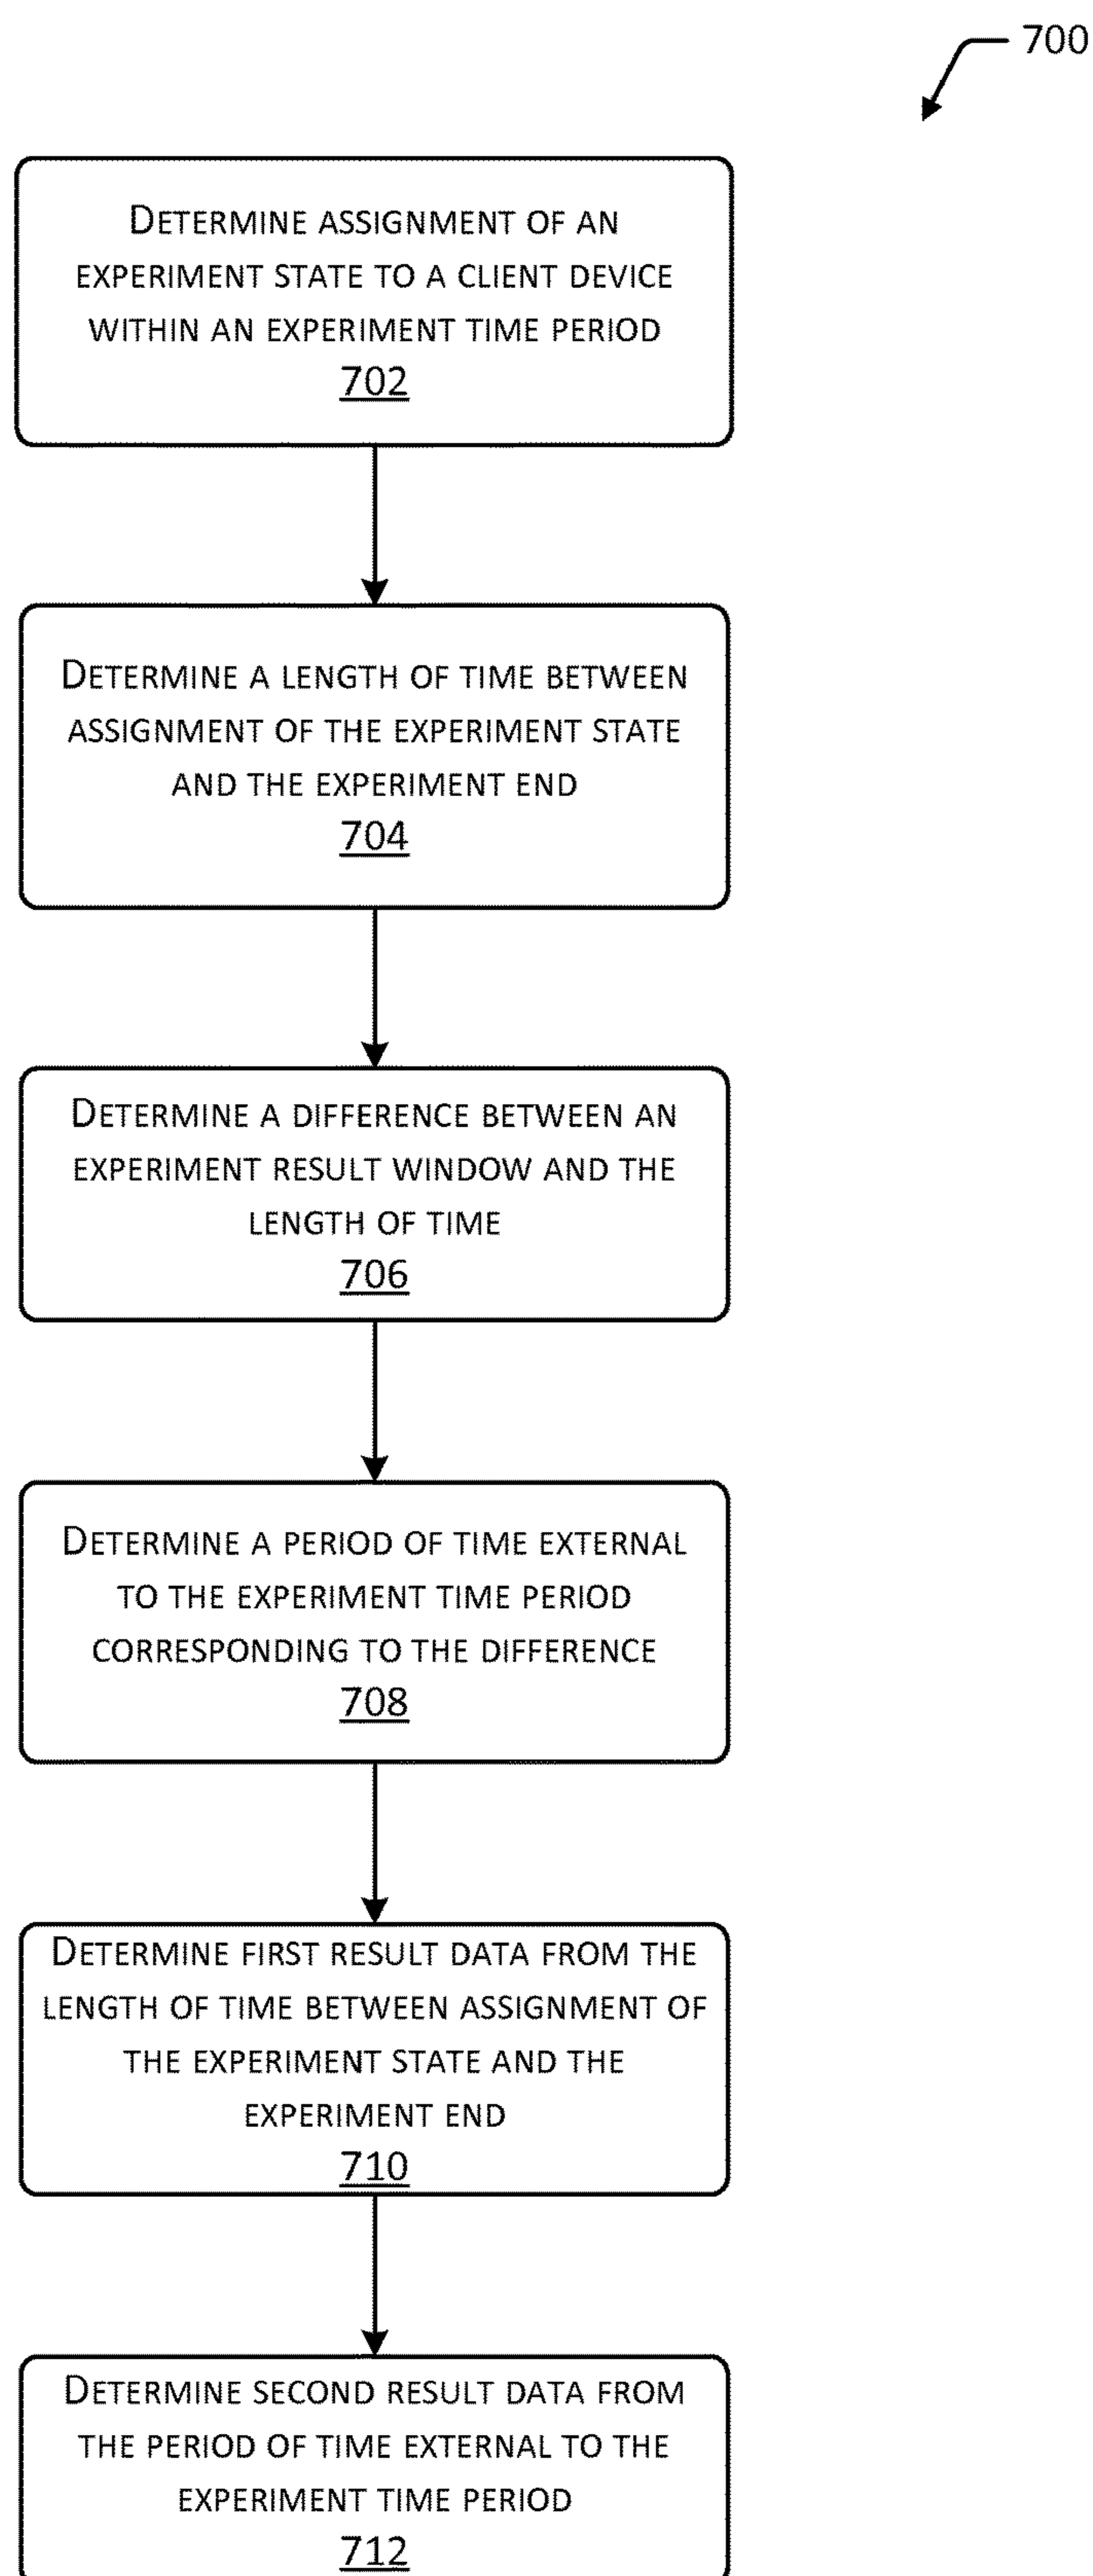 700
DETERMINE ASSIGNMENT OF AN
EXPERIMENT STATE TO A CLIENT DEVICE
WITHIN AN EXPERIMENT TIME PERIOD
702
DETERMINE A LENGTH OF TIME BETWEEN
ASSIGNMENT OF THE EXPERIMENT STATE
AND THE EXPERIMENT END
704
DETERMINE A DIFFERENCE BETWEEN AN
EXPERIMENT RESULT WINDOW AND THE
LENGTH OF TIME
706
DETERMINE A PERIOD OF TIME EXTERNAL
TO THE EXPERIMENT TIME PERIOD
CORRESPONDING TO THE DIFFERENCE
708
DETERMINE FIRST RESULT DATA FROM THE
LENGTH OF TIME BETWEEN ASSIGNMENT OF
THE EXPERIMENT STATE AND THE
EXPERIMENT END
710
DETERMINE SECOND RESULT DATA FROM
THE PERIOD OF TIME EXTERNAL TO THE
EXPERIMENT TIME PERIOD
712